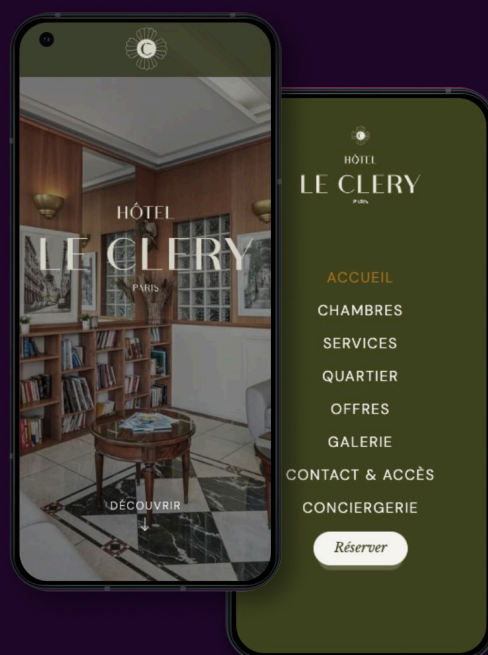 C
HÔTEL
LE CLERY
PARIS
DÉCOUVRIR
HÔTEL
LE CLERY
PARIS
ACCUEIL
CHAMBRES
SERVICES
QUARTIER
OFFRES
GALERIE
CONTACT & ACCÈS
CONCIERGERIE
Réserver